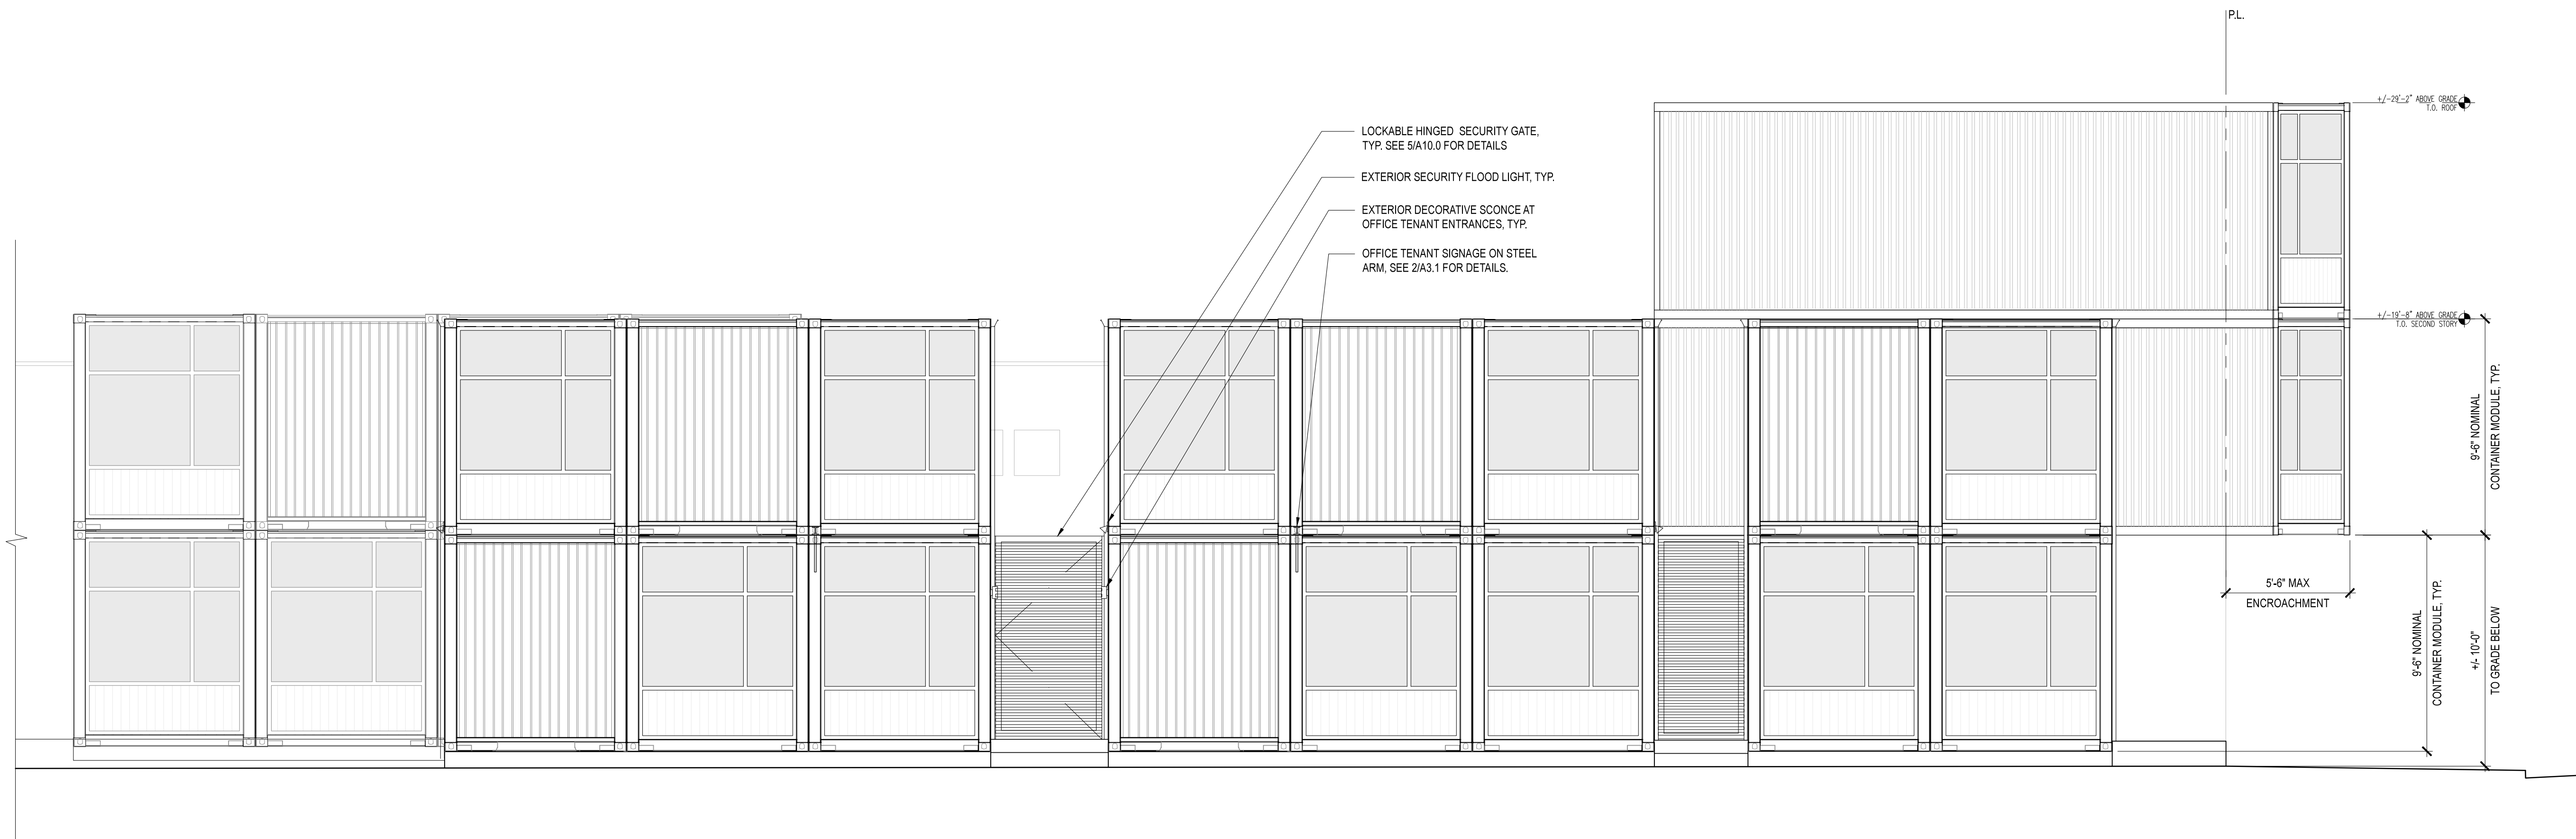 P.L.
+/-29'-2" ABOVE GRADE
T.O. ROOF
LOCKABLE HINGED SECURITY GATE,
TYP. SEE 5/A10.0 FOR DETAILS
EXTERIOR SECURITY FLOOD LIGHT, TYP.
EXTERIOR DECORATIVE SCONCE AT
OFFICE TENANT ENTRANCES, TYP.
OFFICE TENANT SIGNAGE ON STEEL
ARM, SEE 2/A3.1 FOR DETAILS.
+/-19'-8" ABOVE GRADE
T.O. SECOND STORY
9'-6" NOMINAL
CONTAINER MODULE, TYP.
5'-6" MAX
ENCROACHMENT
9'-6" NOMINAL
CONTAINER MODULE, TYP.
+/- 10'-0"
TO GRADE BELOW